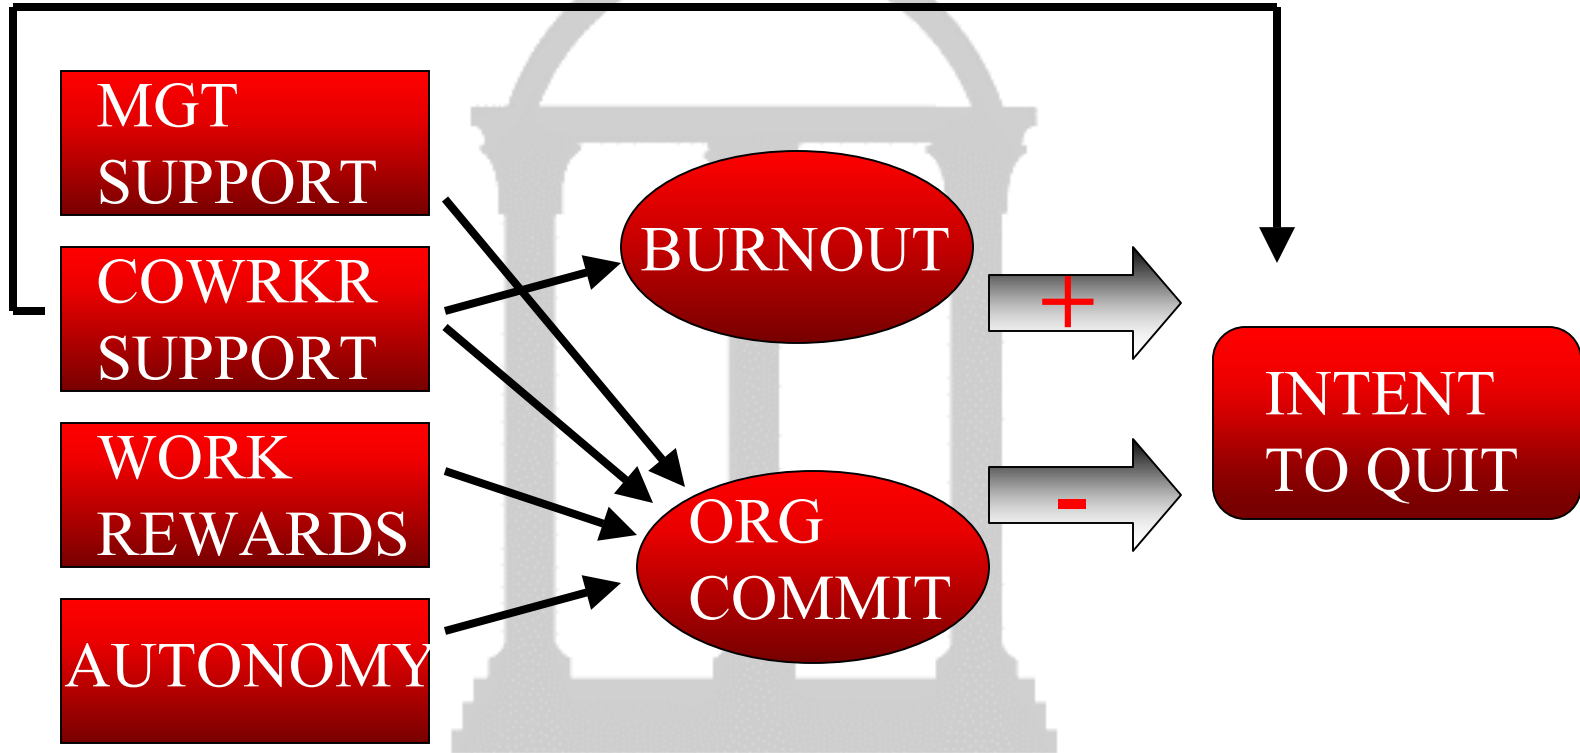 MGT
SUPPORT
COWRKR
SUPPORT
WORK
REWARDS
AUTONOMY
BURNOUT
ORG
COMMIT
+
-
INTENT
TO QUIT